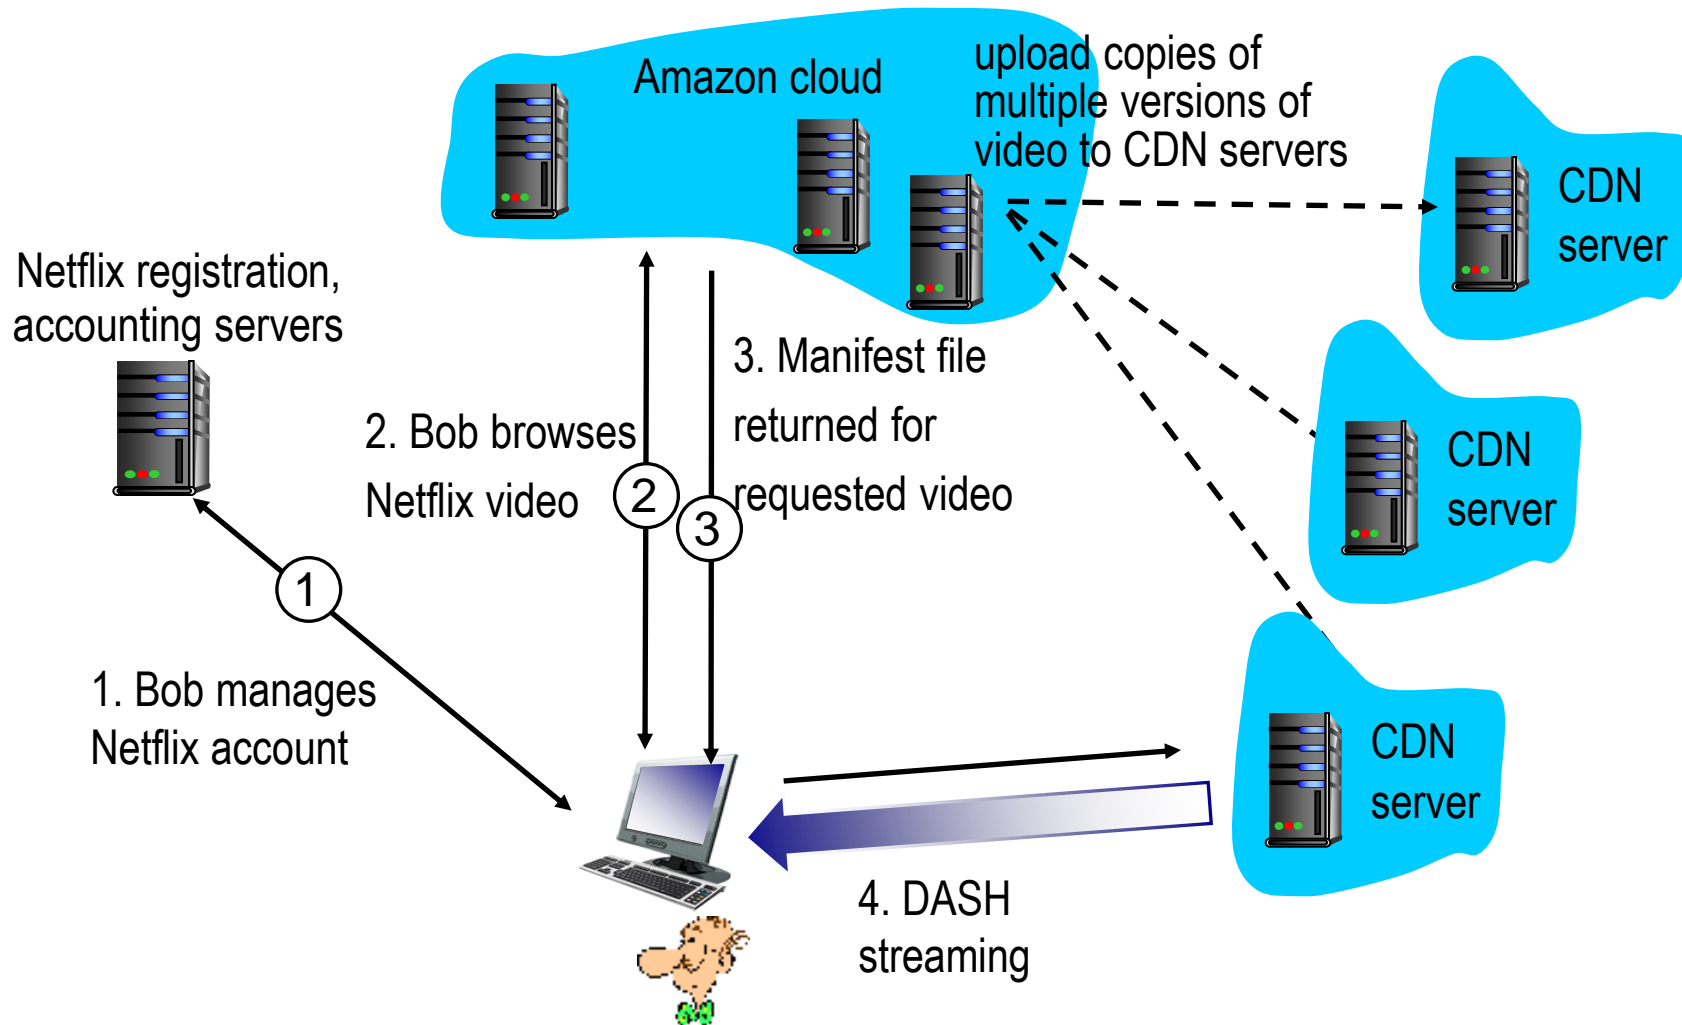 Amazon cloud
upload copies of
multiple versions of
video to CDN servers
CDN
server
Netflix registration,
accounting servers
3. Manifest file
returned for
requested video
2. Bob browses
Netflix video
2
3
CDN
server
1
1. Bob manages
Netflix account
CDN
server
4. DASH
streaming